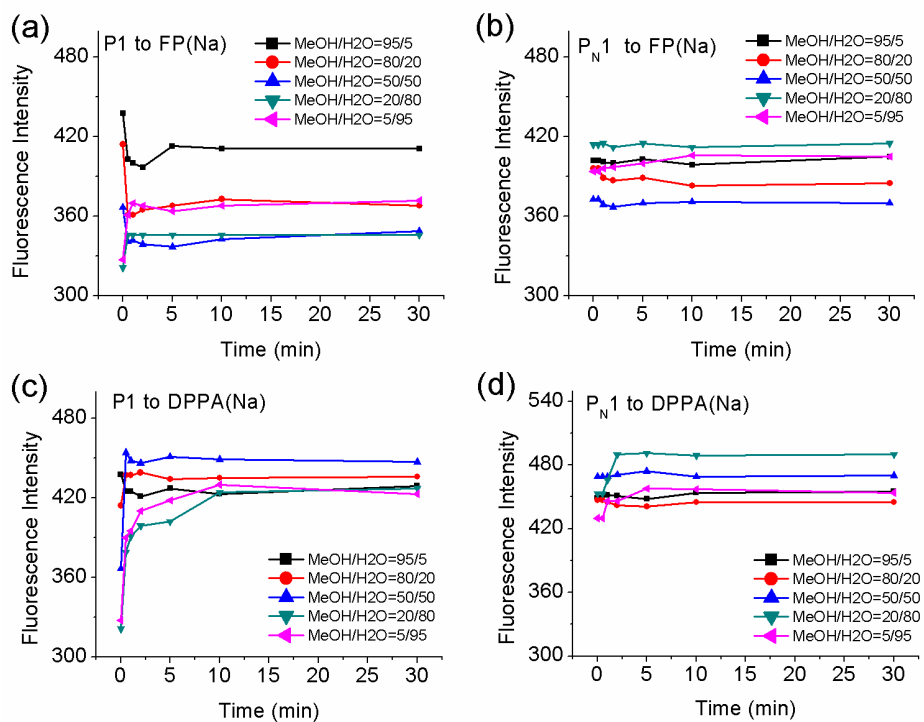 (a)
P1 to FP(Na)
MeOH/H2O=95/5
MeOH/H2O=80/20
MeOH/H2O=50/50
MeOH/H2O=20/80
MeOH/H2O=5/95
Fluorescence Intensity
480
420
360
300
0 5 10 15 20 25 30
Time (min)
(b)
P_N1 to FP(Na)
MeOH/H2O=95/5
MeOH/H2O=80/20
MeOH/H2O=50/50
MeOH/H2O=20/80
MeOH/H2O=5/95
Fluorescence Intensity
480
420
360
300
0 5 10 15 20 25 30
Time (min)
(c)
P1 to DPPA(Na)
Fluorescence Intensity
480
420
360
300
MeOH/H2O=95/5
MeOH/H2O=80/20
MeOH/H2O=50/50
MeOH/H2O=20/80
MeOH/H2O=5/95
0 5 10 15 20 25 30
Time (min)
(d)
P_N1 to DPPA(Na)
Fluorescence Intensity
540
480
420
360
300
MeOH/H2O=95/5
MeOH/H2O=80/20
MeOH/H2O=50/50
MeOH/H2O=20/80
MeOH/H2O=5/95
0 5 10 15 20 25 30
Time (min)